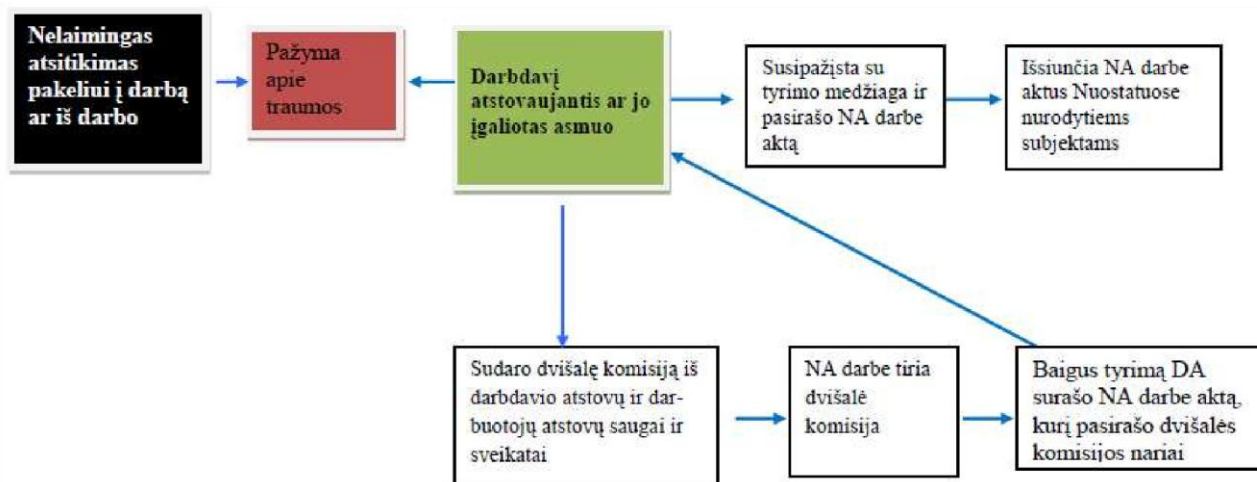 Nelaimingas
atsitikimas
pakeliui į darbą
ar iš darbo
Pažyma
apie
traumos
Darbdavį
atstovaujantis ar jo
įgaliotas asmuo
Susipažįsta su
tyrimo medžiaga ir
pasirašo NA darbe
aktą
Išsiunčia NA darbe
aktus Nuostatuose
nurodytiems
subjektams
Sudaro dvišalę komisiją iš
darbdavio atstovų ir dar-
buotojų atstovų saugai ir
sveikatai
NA darbe tiria
dvišalė
komisija
Baigus tyrimą DA
surašo NA darbe aktą,
kurį pasirašo dvišalės
komisijos nariai